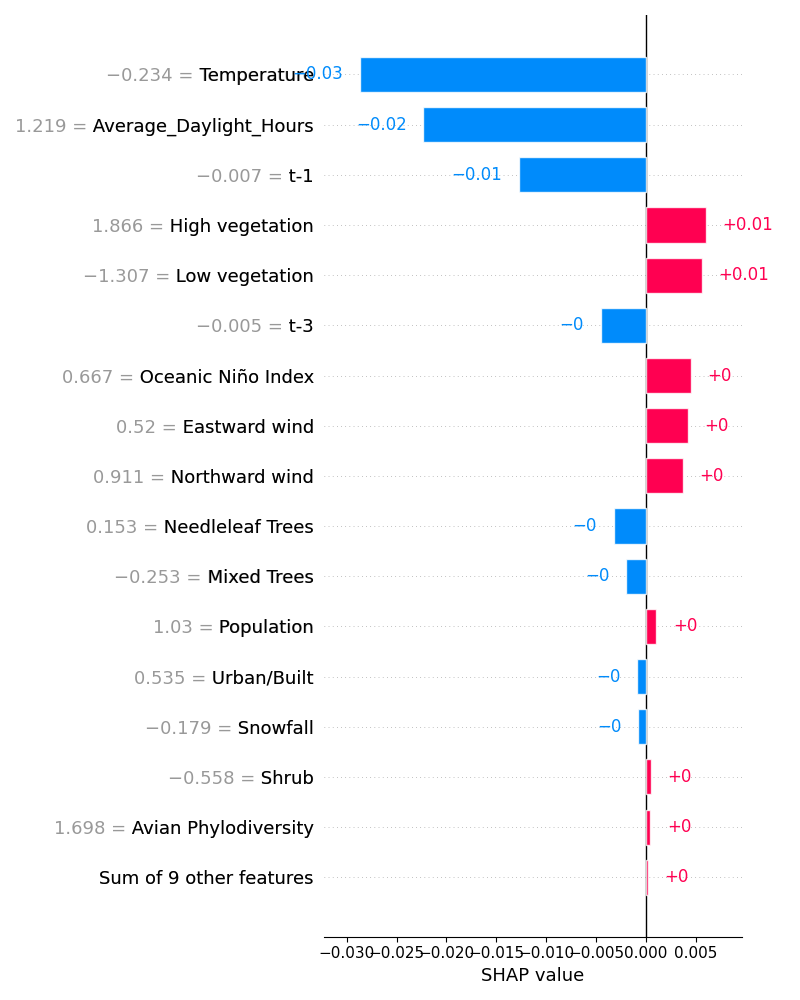 −0.234 = Temperature −0.03
1.219 = Average_Daylight_Hours −0.02
−0.007 = t-1 −0.01
1.866 = High vegetation +0.01
−1.307 = Low vegetation +0.01
−0.005 = t-3 −0
0.667 = Oceanic Niño Index +0
0.52 = Eastward wind +0
0.911 = Northward wind +0
0.153 = Needleleaf Trees −0
−0.253 = Mixed Trees −0
1.03 = Population +0
0.535 = Urban/Built −0
−0.179 = Snowfall −0
−0.558 = Shrub +0
1.698 = Avian Phylodiversity +0
Sum of 9 other features +0
−0.030 −0.025 −0.020 −0.015 −0.010 −0.005 0.000 0.005
SHAP value